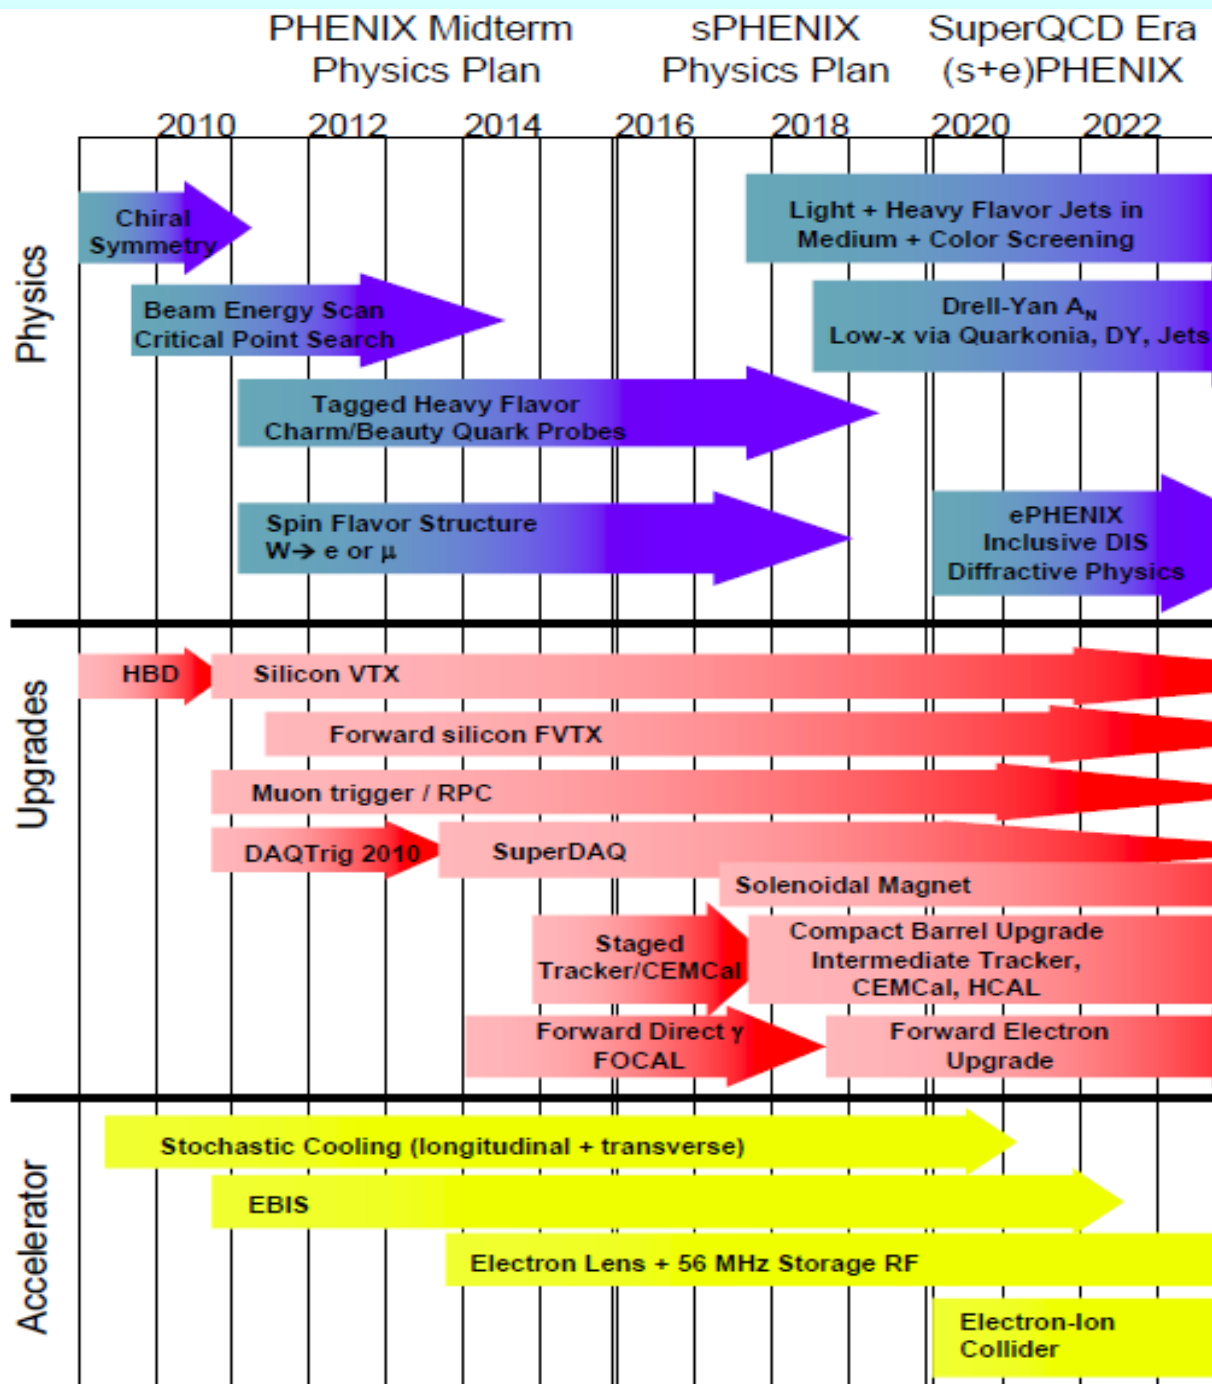 PHENIX Midterm
Physics Plan
sPHENIX
Physics Plan
SuperQCD Era
(s+e)PHENIX
2010 2012 2014 2016 2018 2020 2022
Physics
Chiral
Symmetry
Light + Heavy Flavor Jets in
Medium + Color Screening
Beam Energy Scan
Critical Point Search
Drell-Yan A_N
Low-x via Quarkonia, DY, Jets
Tagged Heavy Flavor
Charm/Beauty Quark Probes
Spin Flavor Structure
W→ e or μ
ePHENIX
Inclusive DIS
Diffractive Physics
Upgrades
HBD
Silicon VTX
Forward silicon FVTX
Muon trigger / RPC
DAQTrig 2010
SuperDAQ
Solenoidal Magnet
Staged
Tracker/CEMCal
Compact Barrel Upgrade
Intermediate Tracker,
CEMCal, HCAL
Forward Direct γ
FOCAL
Forward Electron
Upgrade
Accelerator
Stochastic Cooling (longitudinal + transverse)
EBIS
Electron Lens + 56 MHz Storage RF
Electron-Ion
Collider